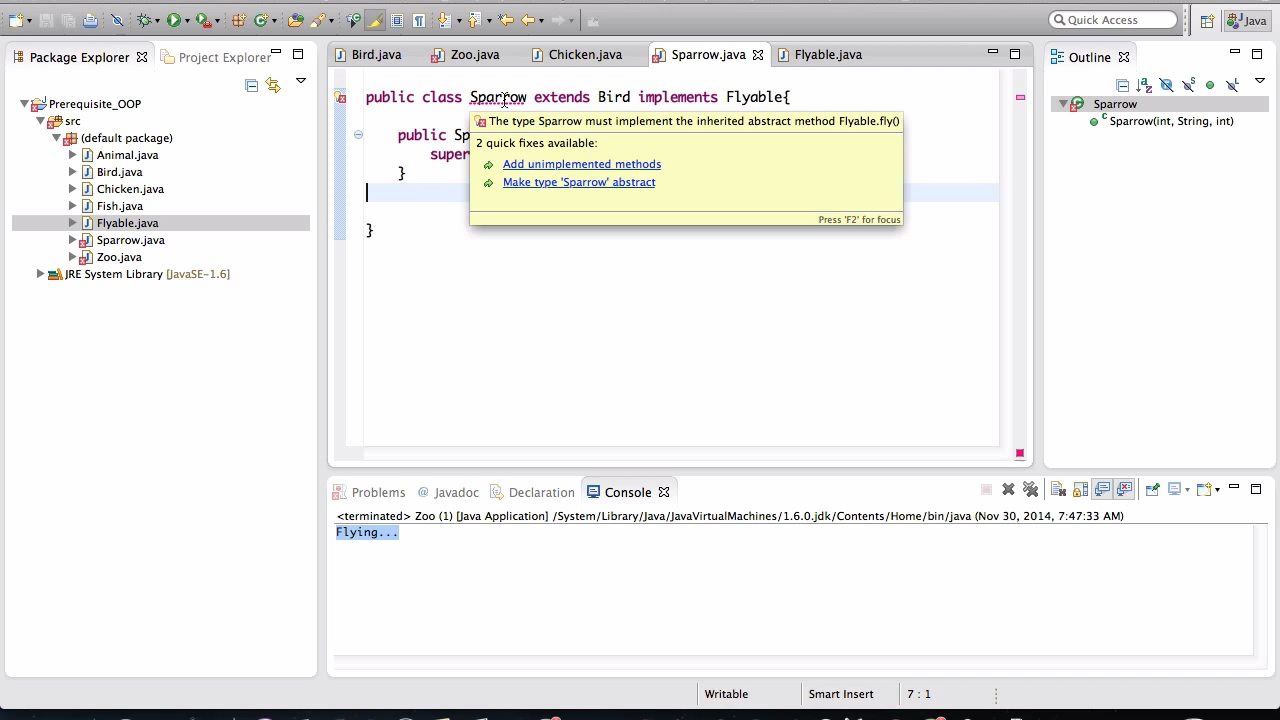 Quick Access
Java
Package Explorer
Project Explorer
Prerequisite_OOP
src
(default package)
Animal.java
Bird.java
Chicken.java
Fish.java
Flyable.java
Sparrow.java
Zoo.java
JRE System Library [JavaSE-1.6]
Bird.java
Zoo.java
Chicken.java
Sparrow.java
Flyable.java
public class Sparrow extends Bird implements Flyable{
The type Sparrow must implement the inherited abstract method Flyable.fly()
public Sp
2 quick fixes available:
super
Add unimplemented methods
}
Make type 'Sparrow' abstract
Press 'F2' for focus
}
Outline
Sparrow
Sparrow(int, String, int)
Problems
@ Javadoc
Declaration
Console
<terminated> Zoo (1) [Java Application] /System/Library/Java/JavaVirtualMachines/1.6.0.jdk/Contents/Home/bin/java (Nov 30, 2014, 7:47:33 AM)
Flying...
Writable
Smart Insert
7 : 1